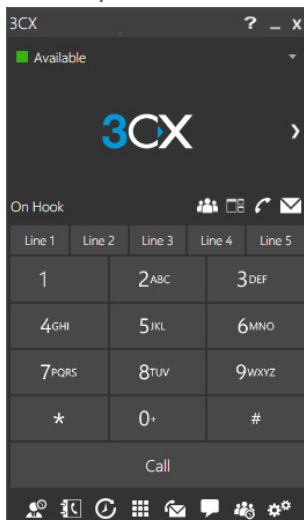 3CX ? _ X
Available
3CX
On Hook
Line 1 Line 2 Line 3 Line 4 Line 5
1 2ABC 3DEF
4GHI 5JKL 6MNO
7PQRS 8TUV 9WXYZ
* 0+ #
Call